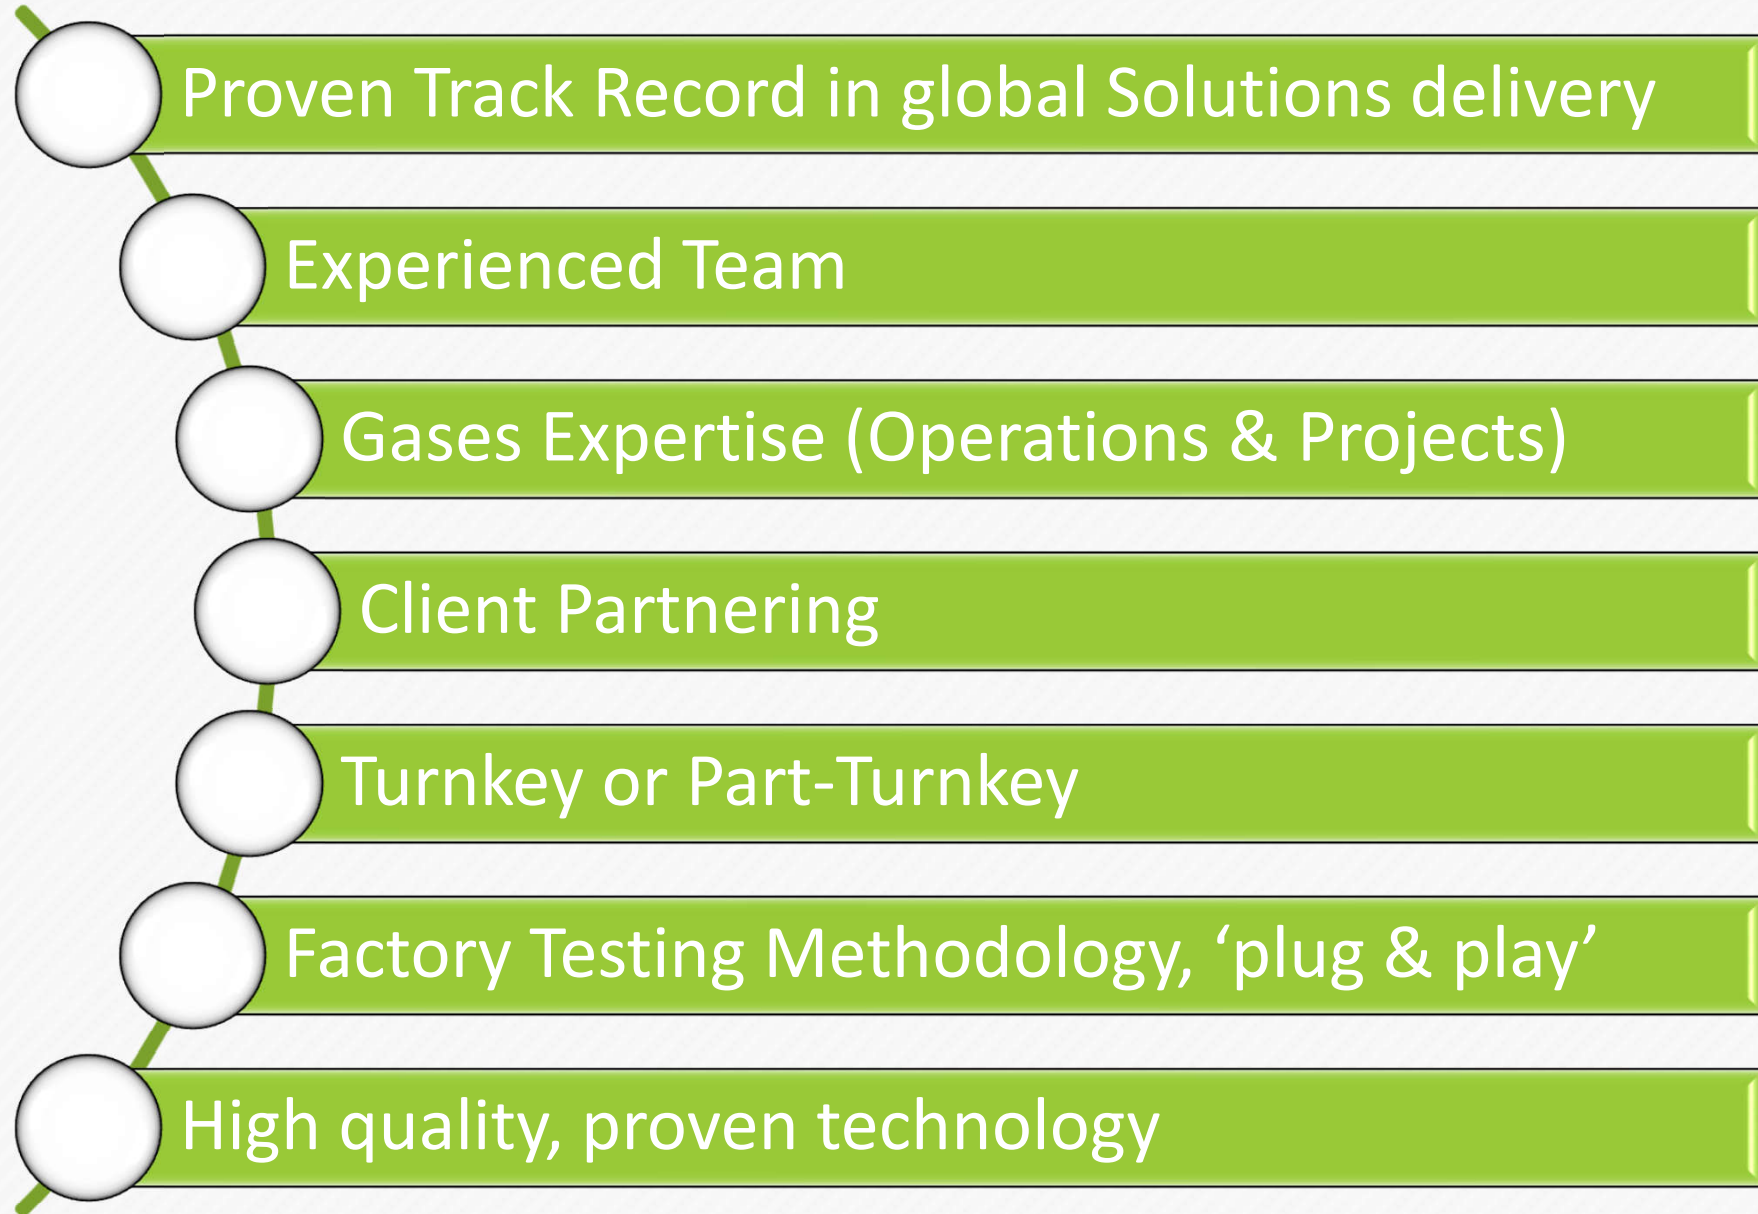 Proven Track Record in global Solutions delivery
Experienced Team
Gases Expertise (Operations & Projects)
Client Partnering
Turnkey or Part-Turnkey
Factory Testing Methodology, ‘plug & play’
High quality, proven technology